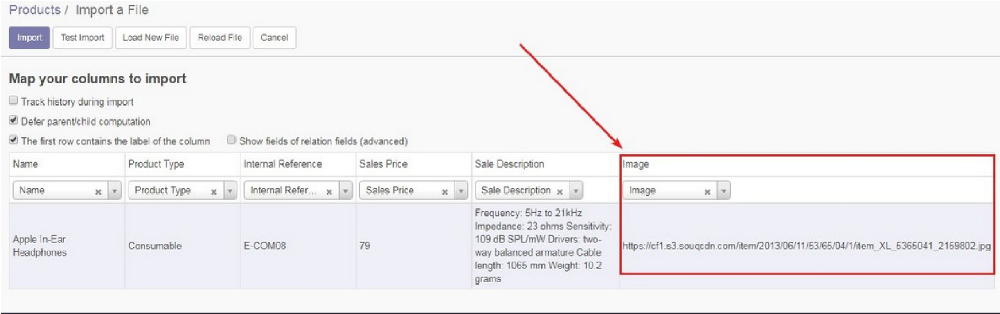 Products / Import a File
Import Test Import Load New File Reload File Cancel
Map your columns to import
Track history during import
Defer parent/child computation
The first row contains the label of the column Show fields of relation fields (advanced)
Name Product Type Internal Reference Sales Price Sale Description Image
Name × Product Type × Internal Refer... × Sales Price × Sale Description × Image ×
Apple In-Ear
Headphones
Consumable
E-COM08
79
Frequency: 5Hz to 21kHz
Impedance: 23 ohms Sensitivity:
109 dB SPL/mW Drivers: two-
way balanced armature Cable
length: 1065 mm Weight: 10.2
grams
https://cf1.s3.souqcdn.com/item/2013/06/11/53/65/04/1/item_XL_5365041_2159802.jpg